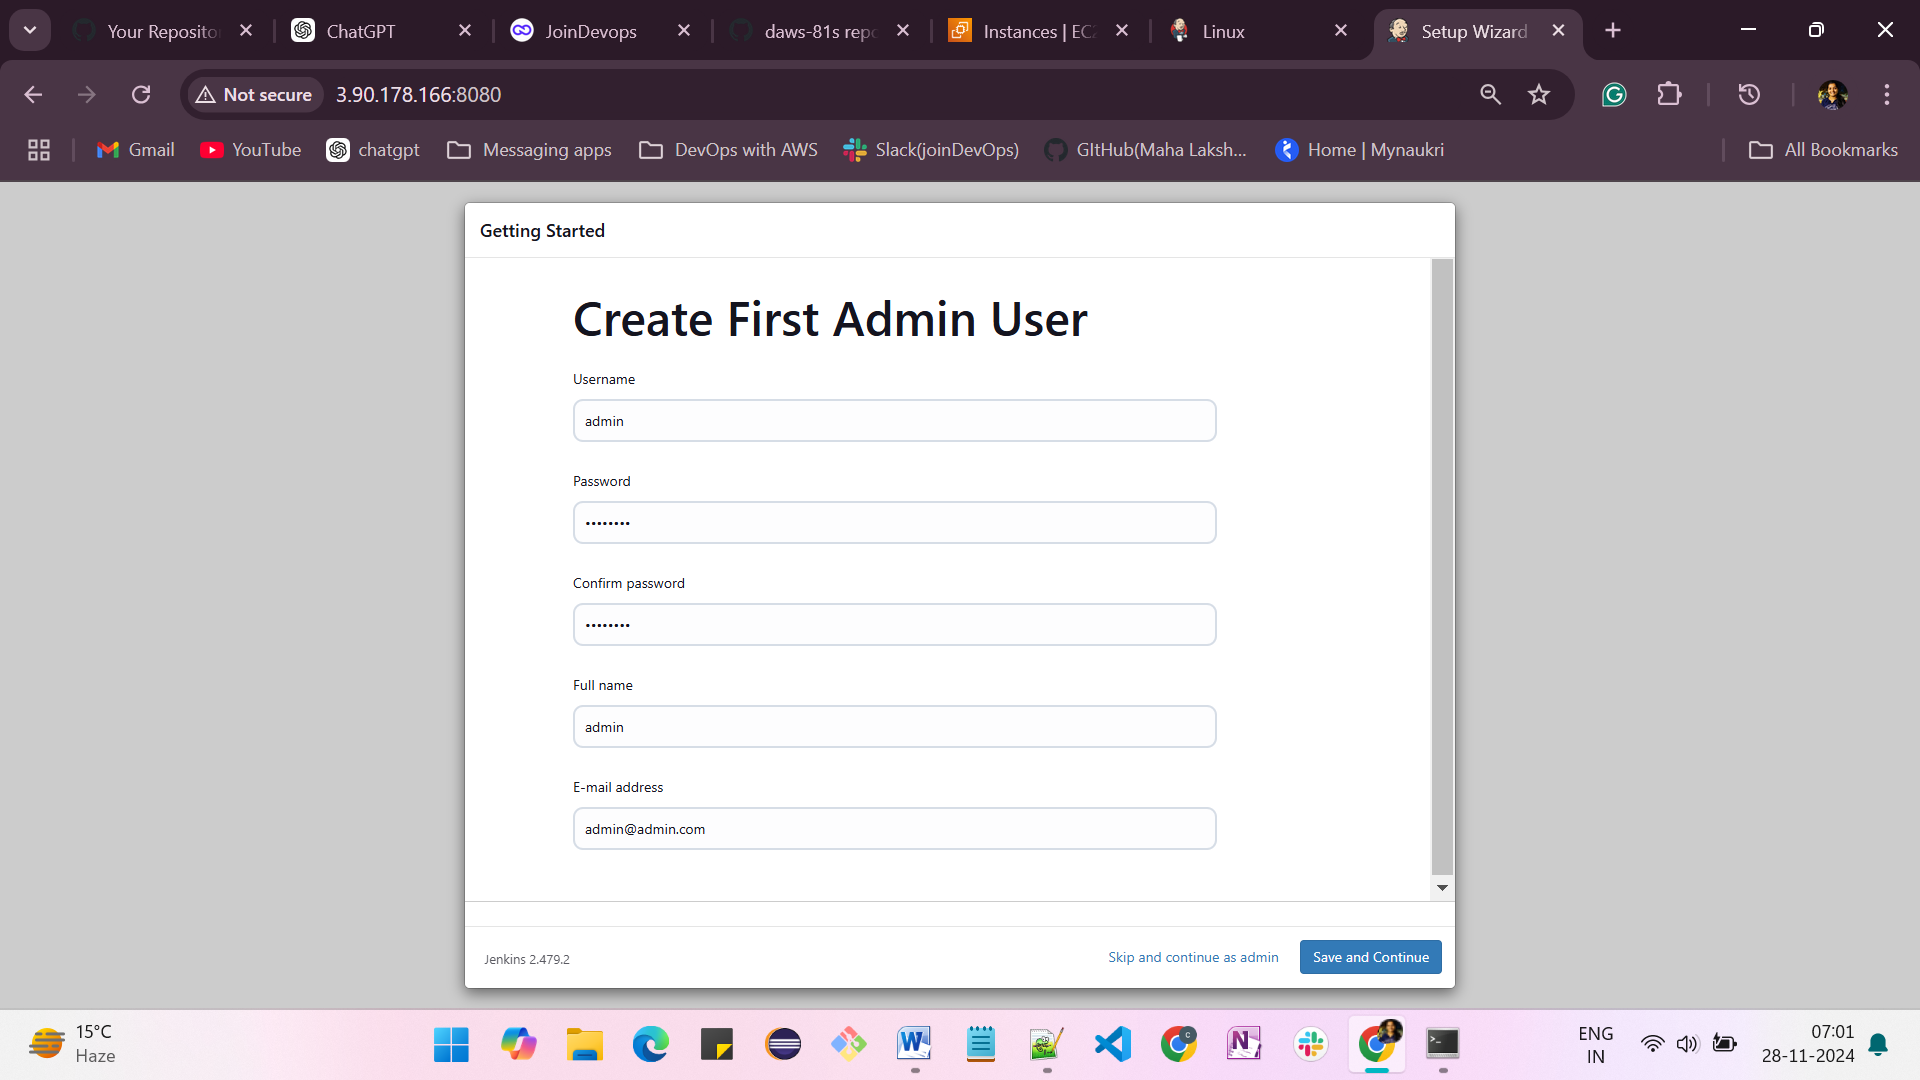 Your Reposito
ChatGPT
JoinDevops
daws-81s repo
Instances | EC2
Linux
Setup Wizard
Not secure
3.90.178.166:8080
Gmail
YouTube
chatgpt
Messaging apps
DevOps with AWS
Slack(joinDevOps)
GItHub(Maha Laksh...
Home | Mynaukri
All Bookmarks
Getting Started
Create First Admin User
Username
admin
Password
••••••••
Confirm password
••••••••
Full name
admin
E-mail address
admin@admin.com
Jenkins 2.479.2
Skip and continue as admin
Save and Continue
15°C
Haze
ENG
IN
07:01
28-11-2024